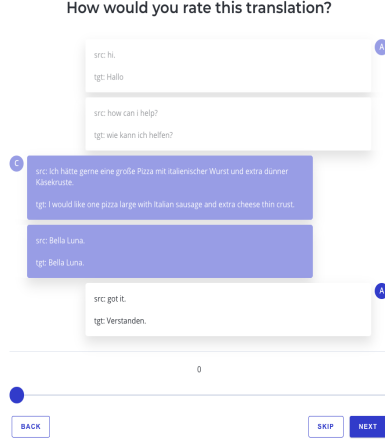 How would you rate this translation?
A
src: hi.
tgt: Hallo
src: how can i help?
tgt: wie kann ich helfen?
C
src: Ich hätte gerne eine große Pizza mit italienischer Wurst und extra dünner
Käsekruste.
tgt: I would like one pizza large with Italian sausage and extra cheese thin crust.
src: Bella Luna.
tgt: Bella Luna.
A
src: got it.
tgt: Verstanden.
0
BACK
SKIP
NEXT